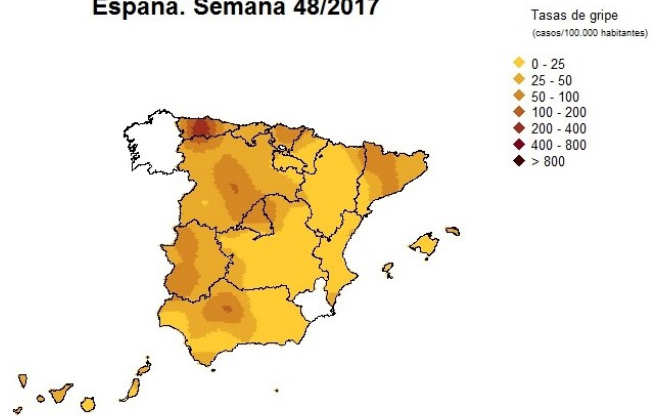 España. Semana 48/2017
Tasas de gripe
(casos/100.000 habitantes)
0 - 25
25 - 50
50 - 100
100 - 200
200 - 400
400 - 800
> 800